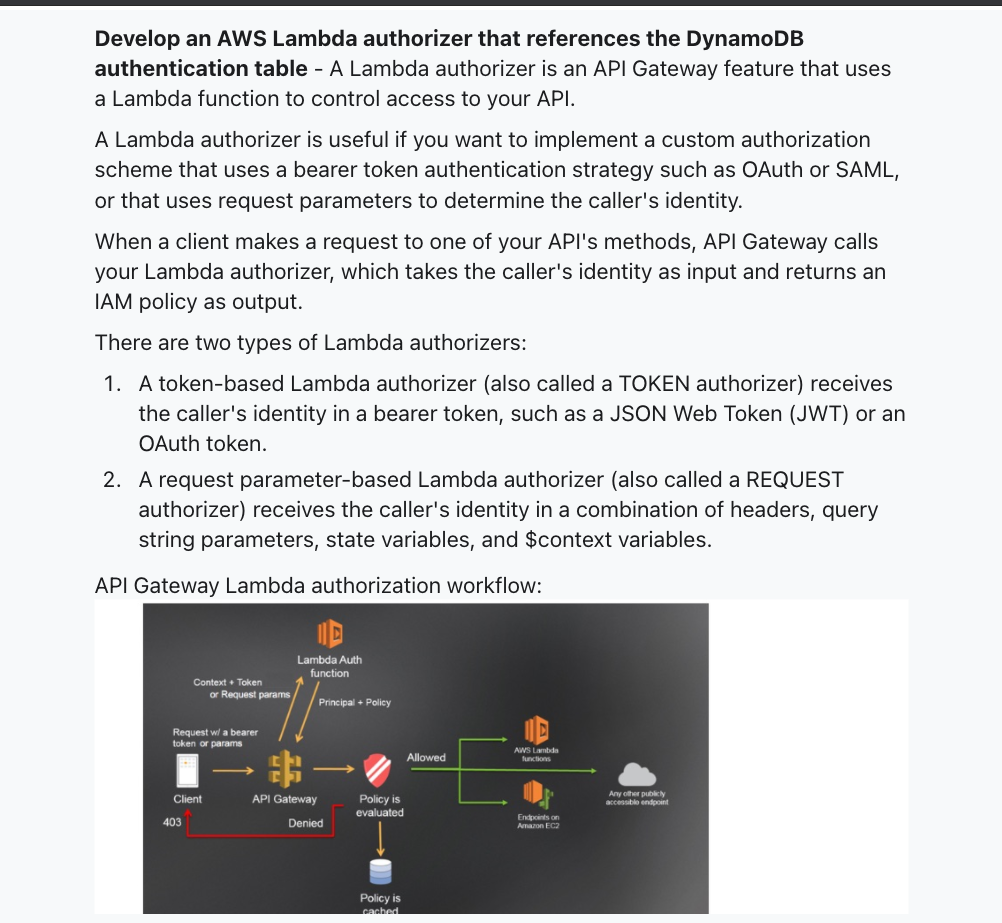 Develop an AWS Lambda authorizer that references the DynamoDB
authentication table - A Lambda authorizer is an API Gateway feature that uses
a Lambda function to control access to your API.
A Lambda authorizer is useful if you want to implement a custom authorization
scheme that uses a bearer token authentication strategy such as OAuth or SAML,
or that uses request parameters to determine the caller's identity.
When a client makes a request to one of your API's methods, API Gateway calls
your Lambda authorizer, which takes the caller's identity as input and returns an
IAM policy as output.
There are two types of Lambda authorizers:
1. A token-based Lambda authorizer (also called a TOKEN authorizer) receives
the caller's identity in a bearer token, such as a JSON Web Token (JWT) or an
OAuth token.
2. A request parameter-based Lambda authorizer (also called a REQUEST
authorizer) receives the caller's identity in a combination of headers, query
string parameters, state variables, and $context variables.
API Gateway Lambda authorization workflow:
Lambda Auth
function
Context + Token
or Request params
Principal + Policy
Request w/ a bearer
token or params
Client
API Gateway
Policy is
evaluated
Allowed
403
Denied
AWS Lambda
functions
Endpoints on
Amazon EC2
Any other publicly
accessible endpoint
Policy is
cached